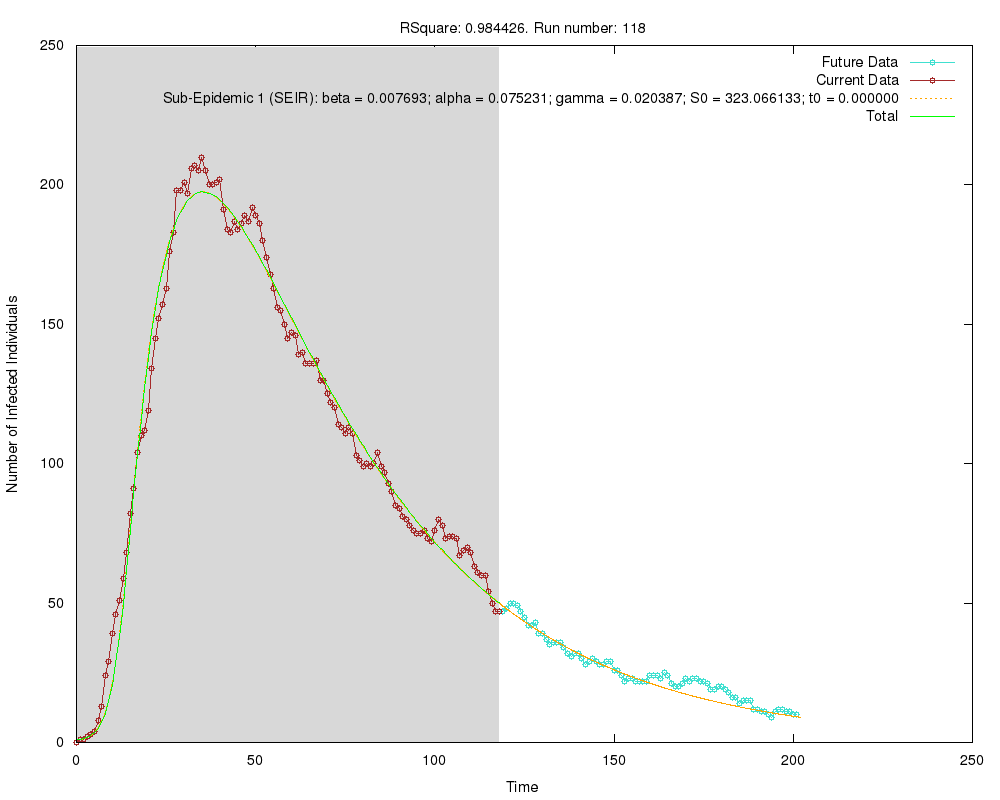 RSquare: 0.984426. Run number: 118
250
200
150
100
50
0
Number of Infected Individuals
Future Data
Current Data
Sub-Epidemic 1 (SEIR): beta = 0.007693; alpha = 0.075231; gamma = 0.020387; S0 = 323.066133; t0 = 0.000000
Total
0
50
100
150
200
250
Time